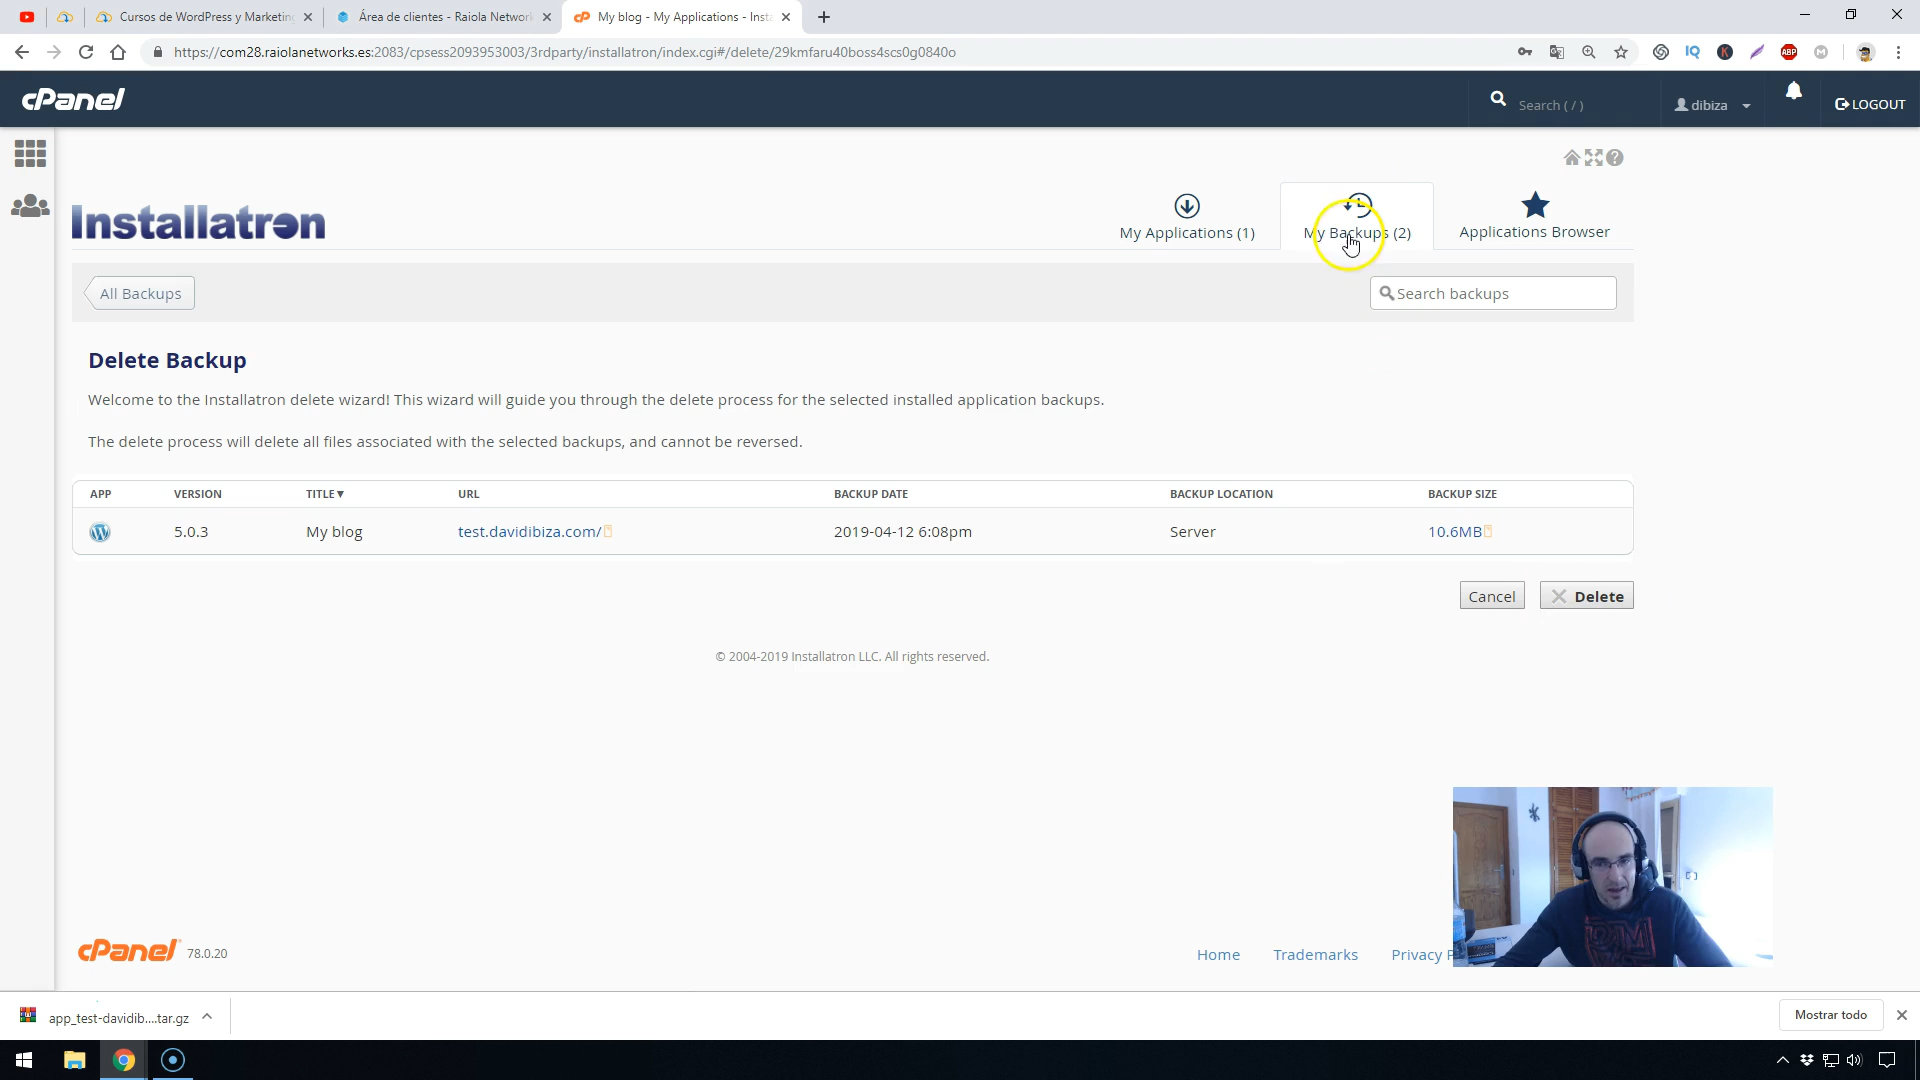 Cursos de WordPress y Marketin
Área de clientes - Raiola Networ
My blog - My Applications - Inst
https://com28.raiolanetworks.es:2083/cpsess2093953003/3rdparty/installatron/index.cgi#/delete/29kmfaru40boss4scs0g0840o
IQ
K
ABP
M
cPanel
Search ( / )
dibiza
LOGOUT
Installatron
My Applications (1)
My Backups (2)
Applications Browser
All Backups
Search backups
Delete Backup
Welcome to the Installatron delete wizard! This wizard will guide you through the delete process for the selected installed application backups.
The delete process will delete all files associated with the selected backups, and cannot be reversed.
APP VERSION TITLE▼ URL BACKUP DATE BACKUP LOCATION BACKUP SIZE
5.0.3 My blog test.davidibiza.com/ 2019-04-12 6:08pm Server 10.6MB
Cancel
Delete
© 2004-2019 Installatron LLC. All rights reserved.
cPanel 78.0.20
Home Trademarks Privacy
app_test-davidib....tar.gz
Mostrar todo